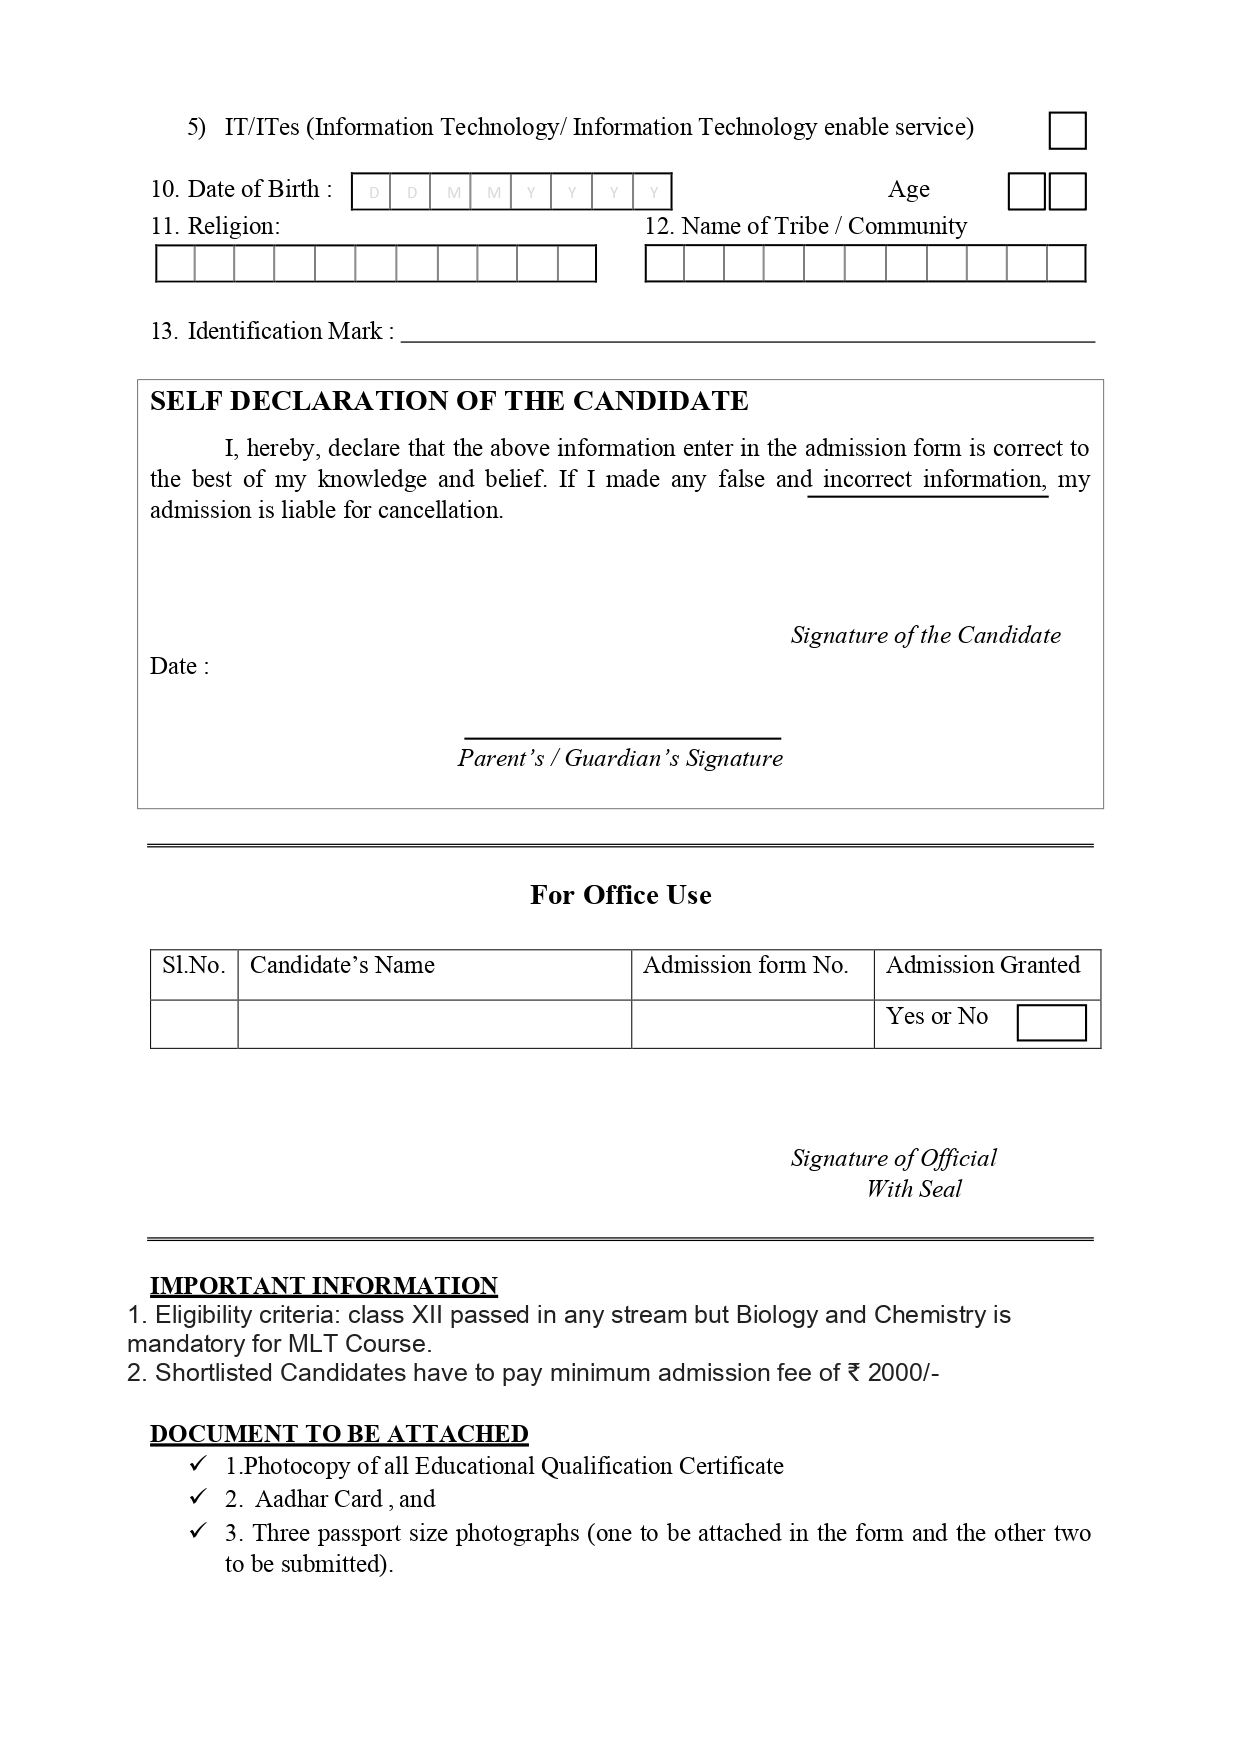 5) IT/ITes (Information Technology/ Information Technology enable service)
10. Date of Birth : D D M M Y Y Y Y Age
11. Religion: 12. Name of Tribe / Community
13. Identification Mark :
SELF DECLARATION OF THE CANDIDATE
I, hereby, declare that the above information enter in the admission form is correct to
the best of my knowledge and belief. If I made any false and incorrect information, my
admission is liable for cancellation.
Signature of the Candidate
Date :
Parent’s / Guardian’s Signature
For Office Use
Sl.No. Candidate’s Name Admission form No. Admission Granted
Yes or No
Signature of Official
With Seal
IMPORTANT INFORMATION
1. Eligibility criteria: class XII passed in any stream but Biology and Chemistry is
mandatory for MLT Course.
2. Shortlisted Candidates have to pay minimum admission fee of ₹ 2000/-
DOCUMENT TO BE ATTACHED
✓ 1.Photocopy of all Educational Qualification Certificate
✓ 2. Aadhar Card , and
✓ 3. Three passport size photographs (one to be attached in the form and the other two
to be submitted).